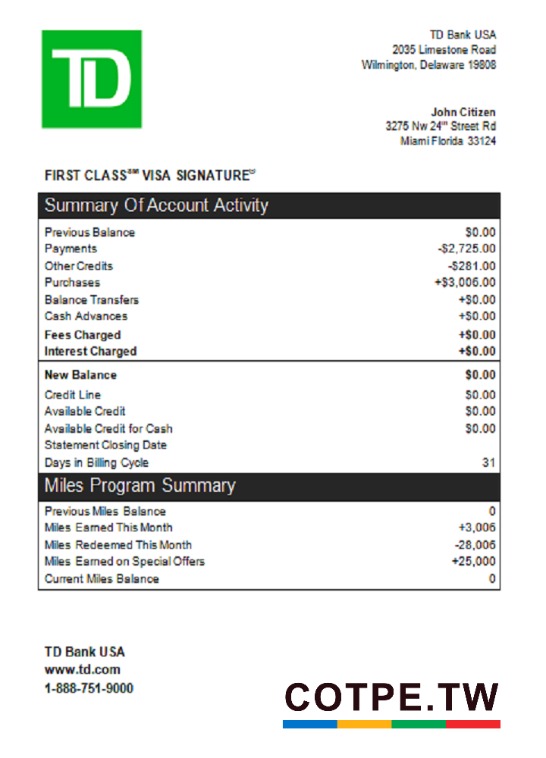 TD
TD Bank USA
2035 Limestone Road
Wilmington, Delaware 19808
John Citizen
3275 Nw 24ᵗʰ Street Rd
Miami Florida 33124
FIRST CLASS℠ VISA SIGNATURE®
Summary Of Account Activity
Previous Balance $0.00
Payments -$2,725.00
Other Credits -$281.00
Purchases +$3,006.00
Balance Transfers +$0.00
Cash Advances +$0.00
Fees Charged +$0.00
Interest Charged +$0.00
New Balance $0.00
Credit Line $0.00
Available Credit $0.00
Available Credit for Cash $0.00
Statement Closing Date
Days in Billing Cycle 31
Miles Program Summary
Previous Miles Balance 0
Miles Earned This Month +3,006
Miles Redeemed This Month -28,006
Miles Earned on Special Offers +25,000
Current Miles Balance 0
TD Bank USA
www.td.com
1-888-751-9000
COTPE.TW